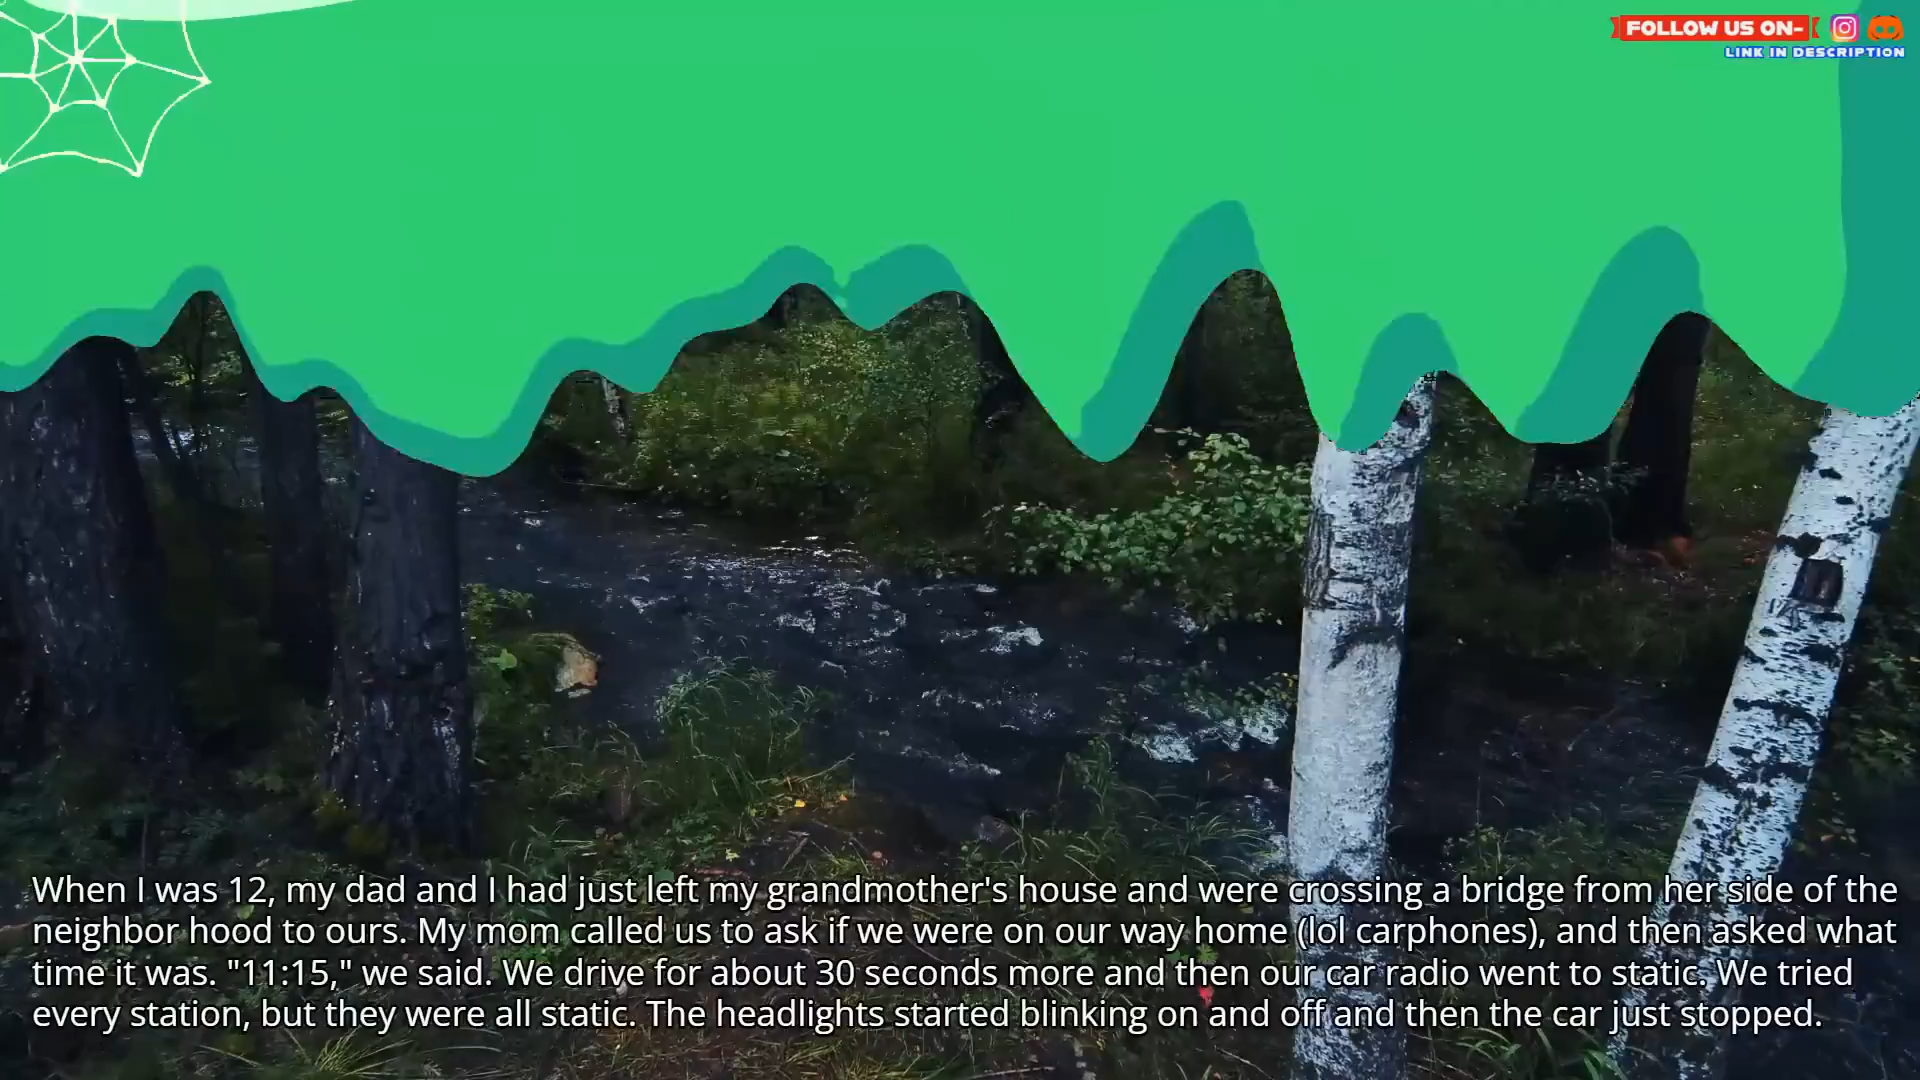 FOLLOW US ON-
LINK IN DESCRIPTION
When I was 12, my dad and I had just left my grandmother's house and were crossing a bridge from her side of the
neighbor hood to ours. My mom called us to ask if we were on our way home (lol carphones), and then asked what
time it was. "11:15," we said. We drive for about 30 seconds more and then our car radio went to static. We tried
every station, but they were all static. The headlights started blinking on and off and then the car just stopped.